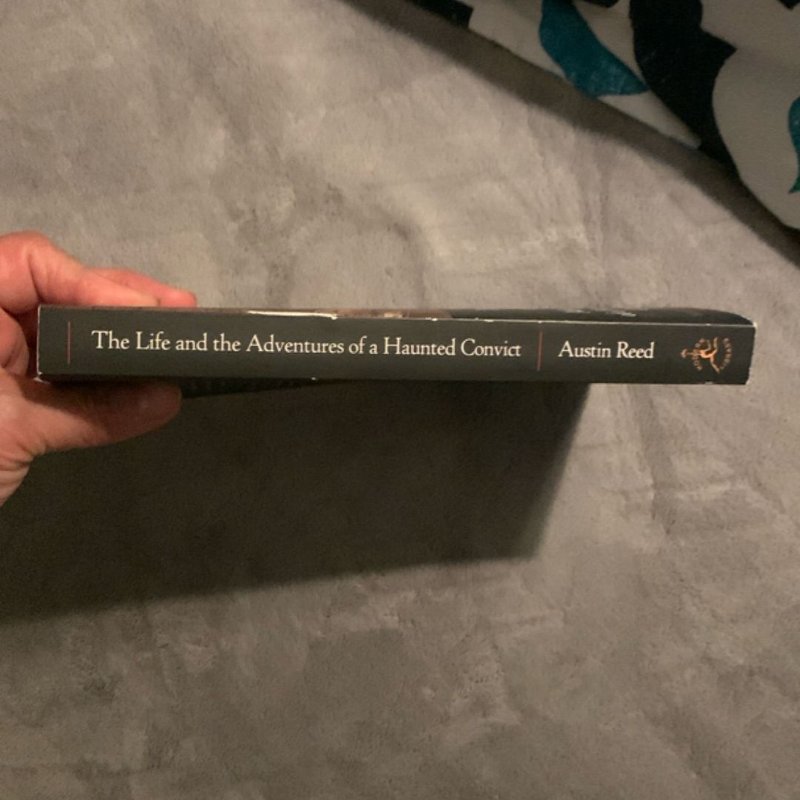 The Life and the Adventures of a Haunted Convict
Austin Reed